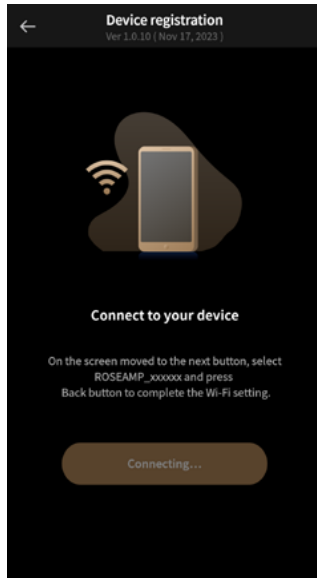 Device registration
Ver 1.0.10 ( Nov 17, 2023 )
Connect to your device
On the screen moved to the next button, select
ROSEAMP_xxxxxx and press
Back button to complete the Wi-Fi setting.
Connecting...